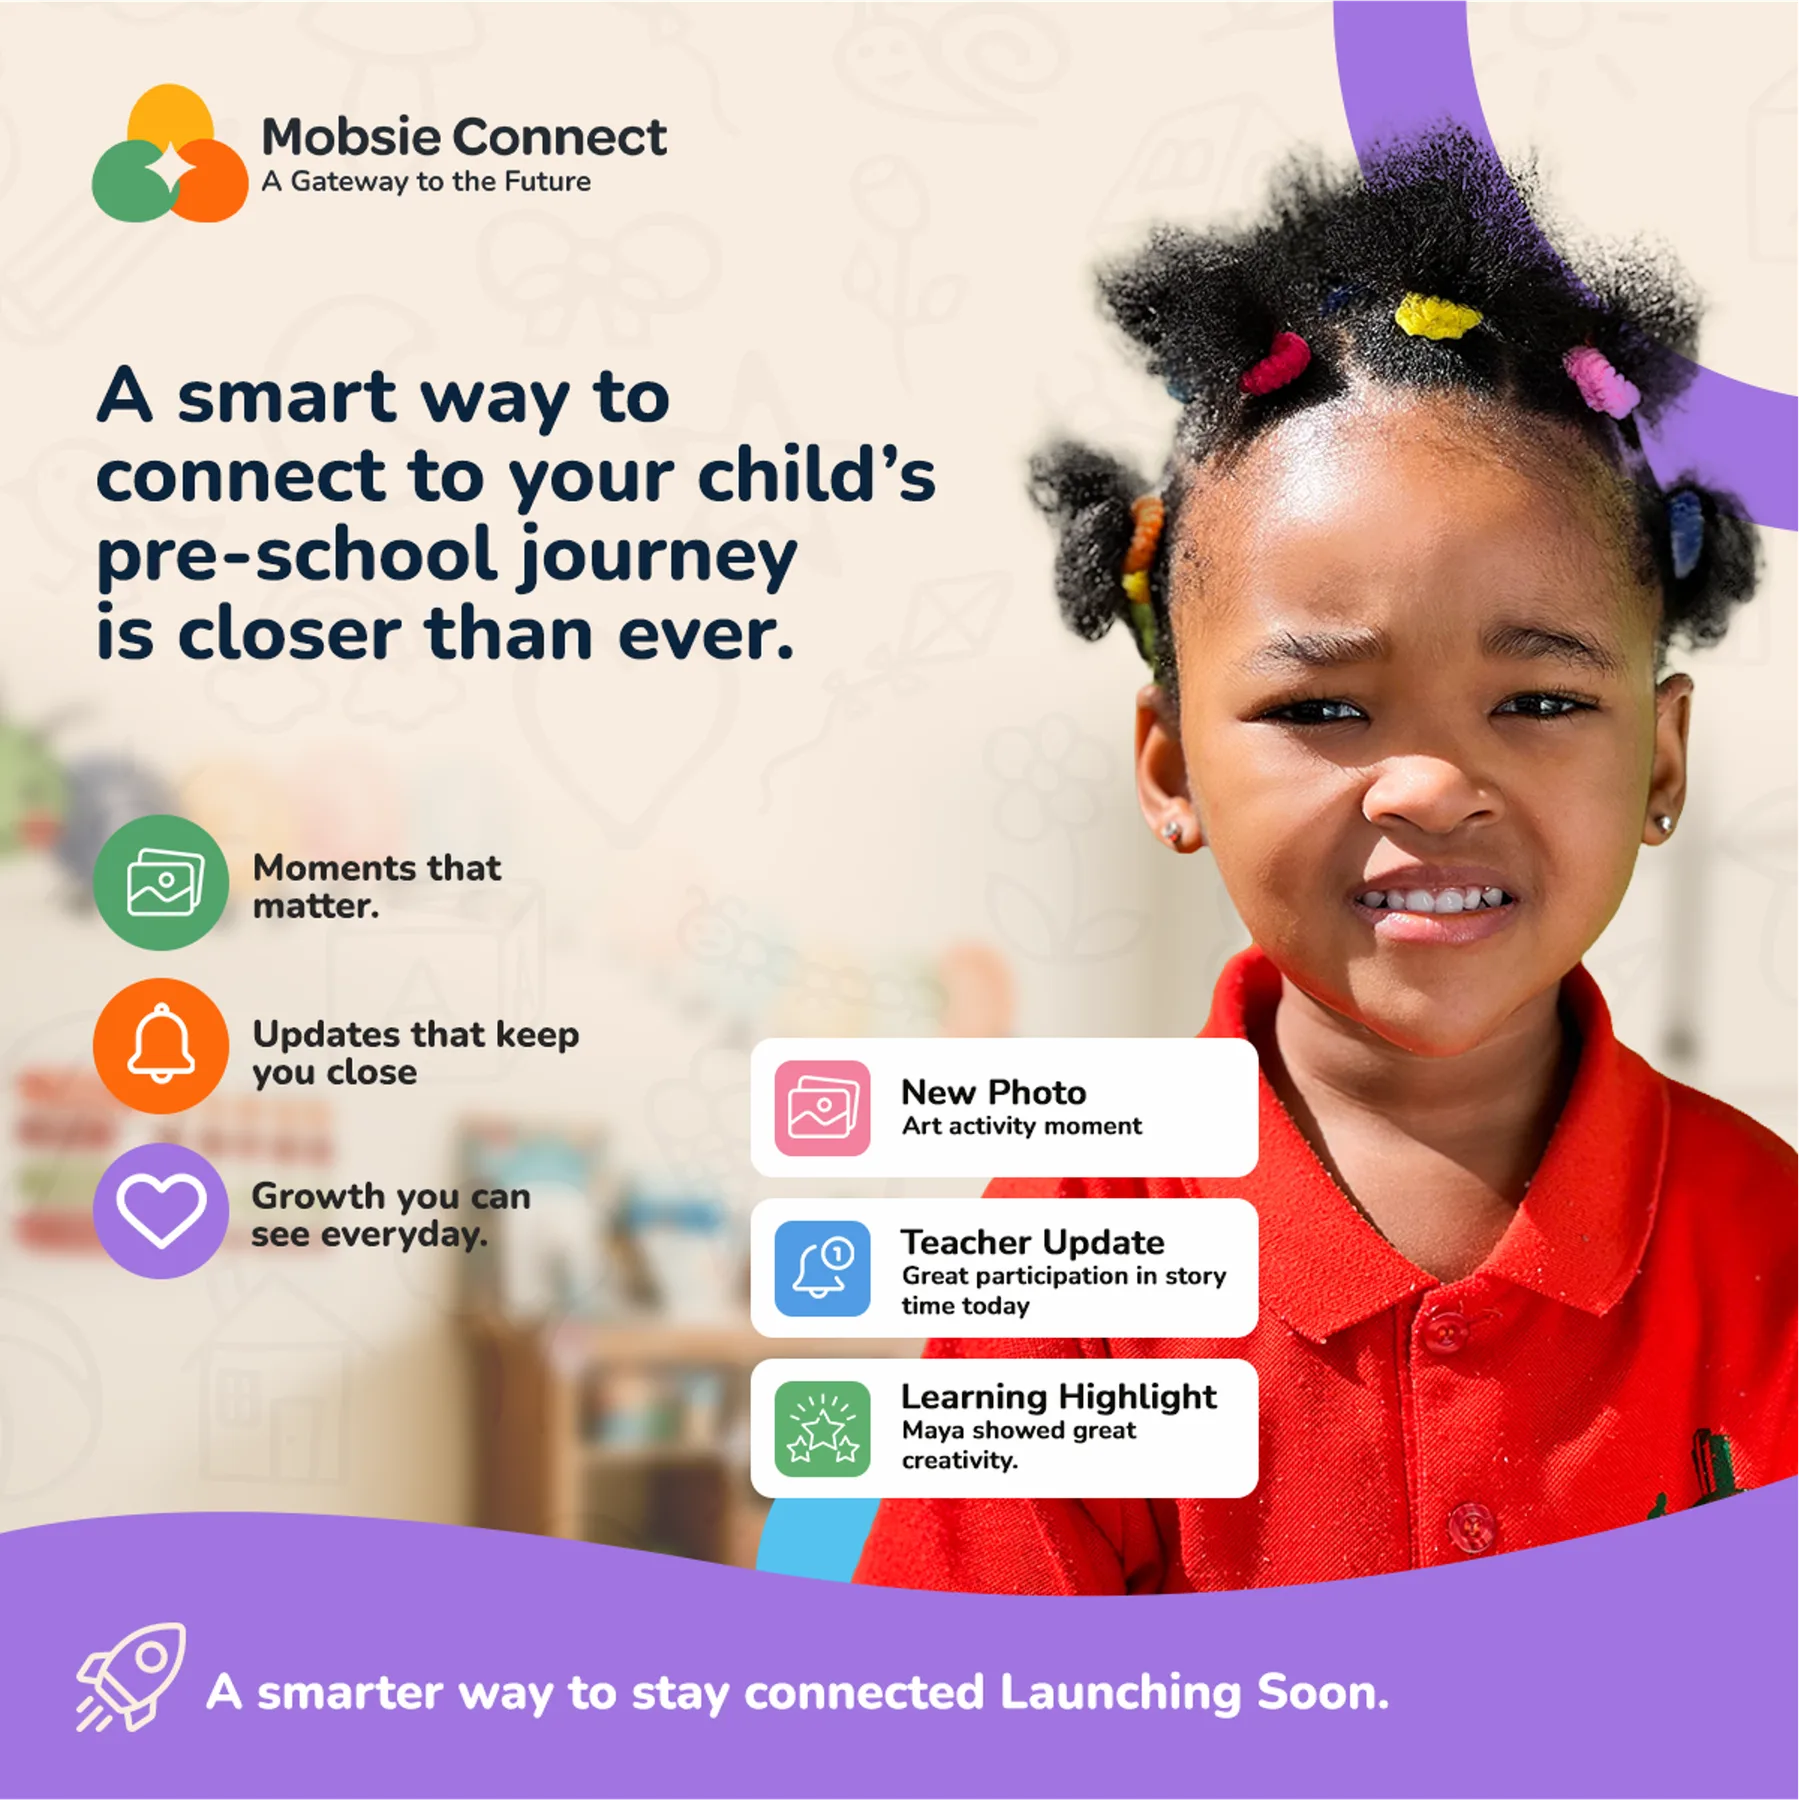 Mobsie Connect
A Gateway to the Future
A smart way to
connect to your child’s
pre-school journey
is closer than ever.
Moments that
matter.
Updates that keep
you close
Growth you can
see everyday.
New Photo
Art activity moment
1
Teacher Update
Great participation in story
time today
Learning Highlight
Maya showed great
creativity.
A smarter way to stay connected Launching Soon.